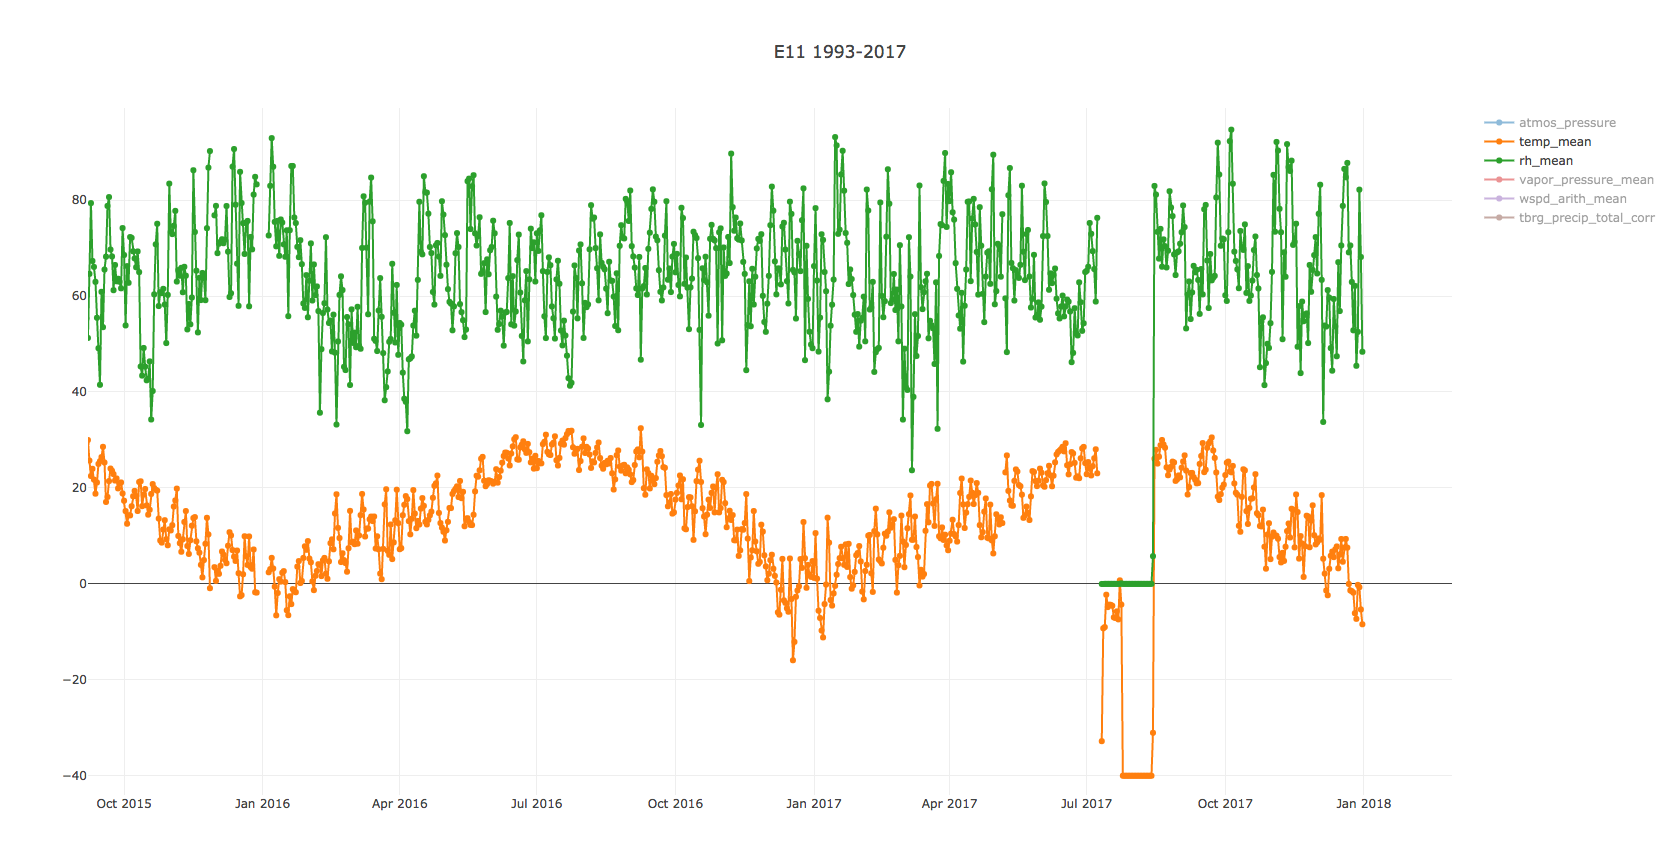 E11 1993-2017
atmos_pressure
temp_mean
rh_mean
vapor_pressure_mean
wspd_arith_mean
tbrg_precip_total_corr
80
60
40
20
0
−20
−40
Oct 2015 Jan 2016 Apr 2016 Jul 2016 Oct 2016 Jan 2017 Apr 2017 Jul 2017 Oct 2017 Jan 2018